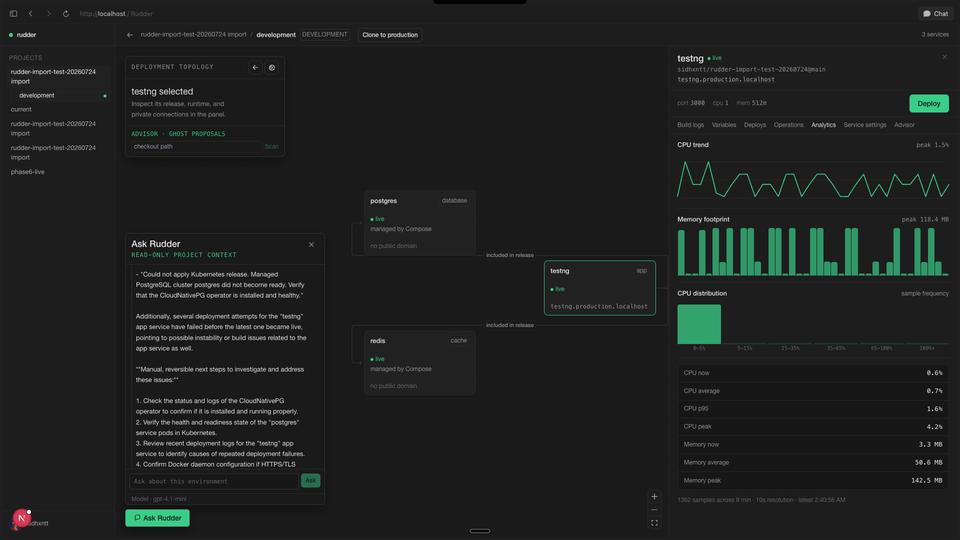 http://localhost / Rudder
Chat
rudder
rudder-import-test-20260724 import / development DEVELOPMENT Clone to production
3 services
PROJECTS
rudder-import-test-20260724
import
development
current
rudder-import-test-20260724
import
rudder-import-test-20260724
import
phase6-live
DEPLOYMENT TOPOLOGY
testng selected
Inspect its release, runtime, and
private connections in the panel.
ADVISOR · GHOST PROPOSALS
checkout path Scan
Ask Rudder
READ-ONLY PROJECT CONTEXT
- "Could not apply Kubernetes release. Managed
PostgreSQL cluster postgres did not become ready. Verify
that the CloudNativePG operator is installed and healthy."
Additionally, several deployment attempts for the "testng"
app service have failed before the latest one became live,
pointing to possible instability or build issues related to the
app service as well.
**Manual, reversible next steps to investigate and address
these issues:**
1. Check the status and logs of the CloudNativePG
operator to confirm if it is installed and running properly.
2. Verify the health and readiness state of the "postgres"
service pods in Kubernetes.
3. Review recent deployment logs for the "testng" app
service to identify causes of repeated deployment failures.
4. Confirm Docker daemon configuration if HTTPS/TLS
Ask about this environment
Ask
Model · gpt-4.1-mini
Ask Rudder
N
sidhxntt
postgres database
live
managed by Compose
no public domain
included in release
testng app
live
testng.production.localhost
included in release
redis cache
live
managed by Compose
no public domain
testng live
sidhxntt/rudder-import-test-20260724@main
testng.production.localhost
port 3000 cpu 1 mem 512m
Deploy
Build logs Variables Deploys Operations Analytics Service settings Advisor
CPU trend peak 1.5%
Memory footprint peak 118.4 MB
CPU distribution sample frequency
0–5% 5–15% 15–35% 35–65% 65–100% 100%+
CPU now 0.6%
CPU average 0.7%
CPU p95 1.6%
CPU peak 4.2%
Memory now 3.3 MB
Memory average 50.6 MB
Memory peak 142.5 MB
1362 samples across 8 min · 10s resolution · latest 2:40:56 AM